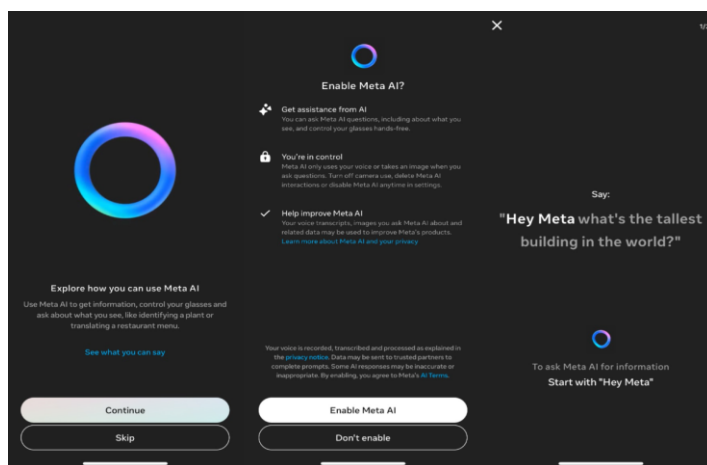 Explore how you can use Meta AI
Use Meta AI to get information, control your glasses and
ask about what you see, like identifying a plant or
translating a restaurant menu.
See what you can say
Continue
Skip
Enable Meta AI?
Get assistance from AI
You can ask Meta AI questions, including about what you
see, and control your glasses hands-free.
You're in control
Meta AI only uses your voice or takes an image when you
ask questions. Turn off camera use, delete Meta AI
interactions or disable Meta AI anytime in settings.
Help improve Meta AI
Your voice transcripts, images you ask Meta AI about and
related data may be used to improve Meta's products.
Learn more about Meta AI and your privacy
Your voice is recorded, transcribed and processed as explained in
the privacy notice. Data may be sent to trusted partners to
complete prompts. Some AI responses may be inaccurate or
inappropriate. By enabling, you agree to Meta's AI Terms.
Enable Meta AI
Don't enable
Say:
"Hey Meta what's the tallest
building in the world?"
To ask Meta AI for information
Start with "Hey Meta"